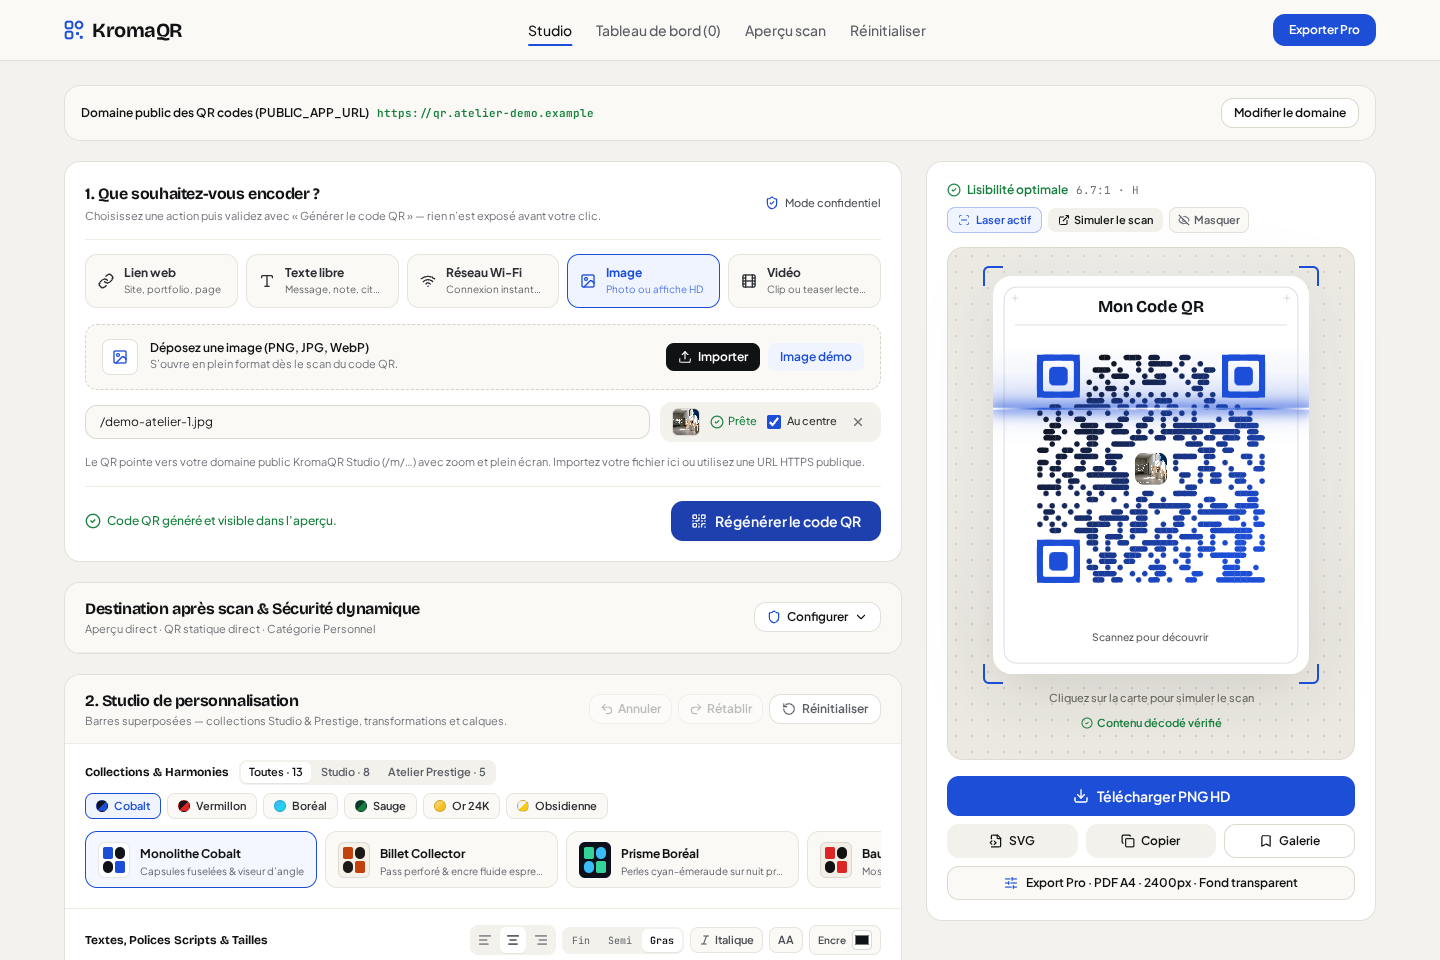 KromaQR
Studio
Tableau de bord (0)
Aperçu scan
Réinitialiser
Exporter Pro
Domaine public des QR codes (PUBLIC_APP_URL) https://qr.atelier-demo.example
Modifier le domaine
1. Que souhaitez-vous encoder ?
Choisissez une action puis validez avec « Générer le code QR » — rien n'est exposé avant votre clic.
Mode confidentiel
Lien web
Site, portfolio, page
Texte libre
Message, note, cit…
Réseau Wi-Fi
Connexion instant…
Image
Photo ou affiche HD
Vidéo
Clip ou teaser lecte…
Déposez une image (PNG, JPG, WebP)
S'ouvre en plein format dès le scan du code QR.
Importer
Image démo
/demo-atelier-1.jpg
Prête
Au centre
Le QR pointe vers votre domaine public KromaQR Studio (/m/…) avec zoom et plein écran. Importez votre fichier ici ou utilisez une URL HTTPS publique.
Code QR généré et visible dans l'aperçu.
Régénérer le code QR
Destination après scan & Sécurité dynamique
Aperçu direct · QR statique direct · Catégorie Personnel
Configurer
2. Studio de personnalisation
Barres superposées — collections Studio & Prestige, transformations et calques.
Annuler
Rétablir
Réinitialiser
Collections & Harmonies
Toutes · 13
Studio · 8
Atelier Prestige · 5
Cobalt
Vermillon
Boréal
Sauge
Or 24K
Obsidienne
Monolithe Cobalt
Capsules fuselées & viseur d'angle
Billet Collector
Pass perforé & encre fluide espre…
Prisme Boréal
Perles cyan-émeraude sur nuit pr…
Bau
Mos
Textes, Polices Scripts & Tailles
Fin
Semi
Gras
Italique
AA
Encre
Lisibilité optimale 6.7:1 · H
Laser actif
Simuler le scan
Masquer
Mon Code QR
Scannez pour découvrir
Cliquez sur la carte pour simuler le scan
Contenu décodé vérifié
Télécharger PNG HD
SVG
Copier
Galerie
Export Pro · PDF A4 · 2400px · Fond transparent